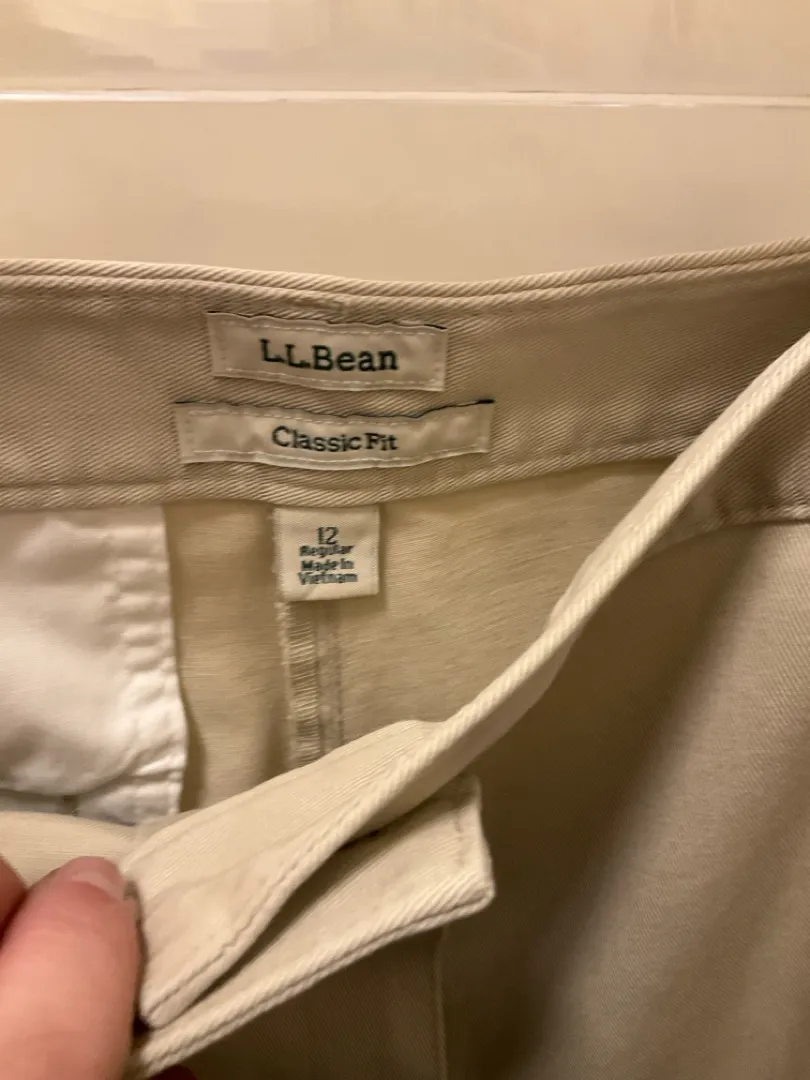 L.L.Bean
Classic Fit
12
Regular
Made In
Vietnam